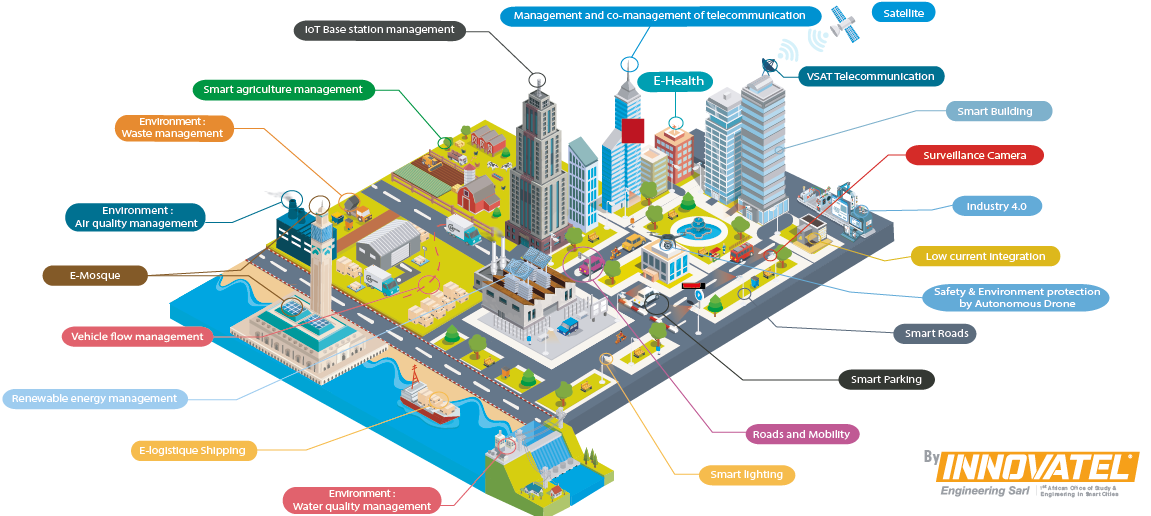 Management and co-management of telecommunication
Satellite
IoT Base station management
E-Health
VSAT Telecommunication
Smart agriculture management
Smart Building
Environment :
Waste management
Surveillance Camera
Environment :
Air quality management
Industry 4.0
Low current integration
E-Mosque
Safety & Environment protection
by Autonomous Drone
Vehicle flow management
Smart Roads
Smart Parking
Renewable energy management
Roads and Mobility
E-logistique Shipping
Smart lighting
Environment :
Water quality management
By INNOVATEL
Engineering Sarl
1er African Office of Study &
Engineering in Smart Cities